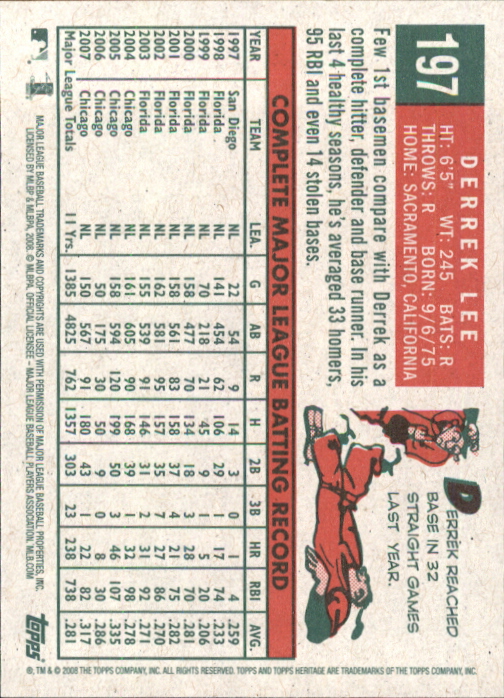 197
DERREK LEE
HT: 6'5" WT: 245 BATS: R
THROWS: R BORN: 9/6/75
HOME: SACRAMENTO, CALIFORNIA
Few 1st basemen compare with Derrek as a
complete hitter, defender and base runner. In his
last 4 healthy seasons, he's averaged 33 homers,
95 RBI and even 14 stolen bases.
DERREK REACHED
BASE IN 32
STRAIGHT GAMES
LAST YEAR.
COMPLETE MAJOR LEAGUE BATTING RECORD
YEAR TEAM LEA. G AB R H 2B 3B HR RBI AVG.
1997 San Diego NL 22 54 9 14 3 0 1 4 .259
1998 Florida NL 141 454 62 106 29 1 17 74 .233
1999 Florida NL 70 218 21 45 9 1 5 20 .206
2000 Florida NL 158 477 70 134 18 3 28 70 .281
2001 Florida NL 158 561 83 158 37 4 21 75 .282
2002 Florida NL 162 581 95 157 35 7 27 86 .270
2003 Florida NL 155 539 91 146 31 2 31 92 .271
2004 Chicago NL 161 605 90 168 39 1 32 98 .278
2005 Chicago NL 158 594 120 199 50 3 46 107 .335
2006 Chicago NL 50 175 30 50 9 0 8 30 .286
2007 Chicago NL 150 567 91 180 43 1 22 82 .317
Major League Totals 11 Yrs. 1385 4825 762 1357 303 23 238 738 .281
MAJOR LEAGUE BASEBALL TRADEMARKS AND COPYRIGHTS ARE USED WITH PERMISSION OF MAJOR LEAGUE BASEBALL PROPERTIES, INC.
LICENSED BY MLBP & MLBPA, 2008. © MLBPA. OFFICIAL LICENSEE – MAJOR LEAGUE BASEBALL PLAYERS ASSOCIATION, MLB.COM
Topps
®, TM & © 2008 THE TOPPS COMPANY, INC. ALL RIGHTS RESERVED. TOPPS AND TOPPS HERITAGE ARE TRADEMARKS OF THE TOPPS COMPANY, INC.